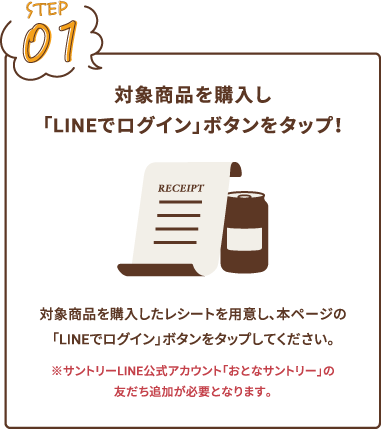 STEP
01
対象商品を購入し
「LINEでログイン」ボタンをタップ！
RECEIPT
対象商品を購入したレシートを用意し、本ページの
「LINEでログイン」ボタンをタップしてください。
※サントリーLINE公式アカウント「おとなサントリー」の
友だち追加が必要となります。